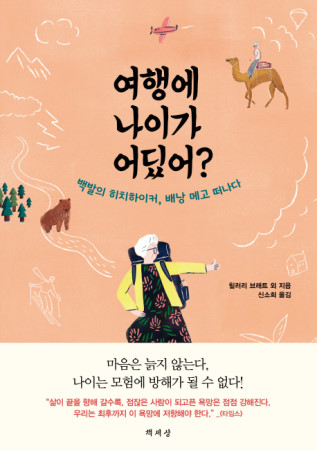 여행에
나이가
어딨어?
백발의 히치하이커, 배낭 메고 떠나다
힐러리 브래트 외 지음
신소희 옮김
마음은 늙지 않는다,
나이는 모험에 방해가 될 수 없다!
"삶이 끝을 향해 갈수록, 점잖은 사람이 되고픈 욕망은 점점 강해진다.
우리는 최후까지 이 욕망에 저항해야 한다." _《타임스》
책세상